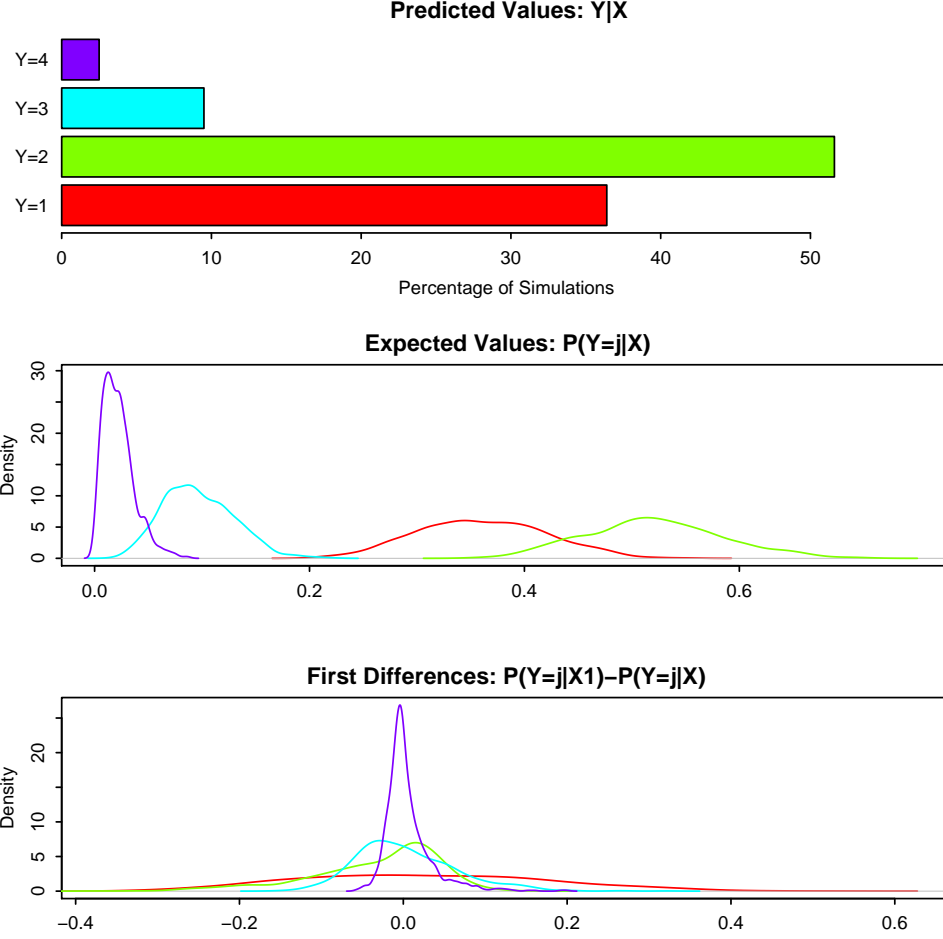 Predicted Values: Y|X
Y=4
Y=3
Y=2
Y=1
0 10 20 30 40 50
Percentage of Simulations
Expected Values: P(Y=j|X)
Density
30
20
10
5
0
0.0 0.2 0.4 0.6
First Differences: P(Y=j|X1)−P(Y=j|X)
Density
20
10
5
0
−0.4 −0.2 0.0 0.2 0.4 0.6